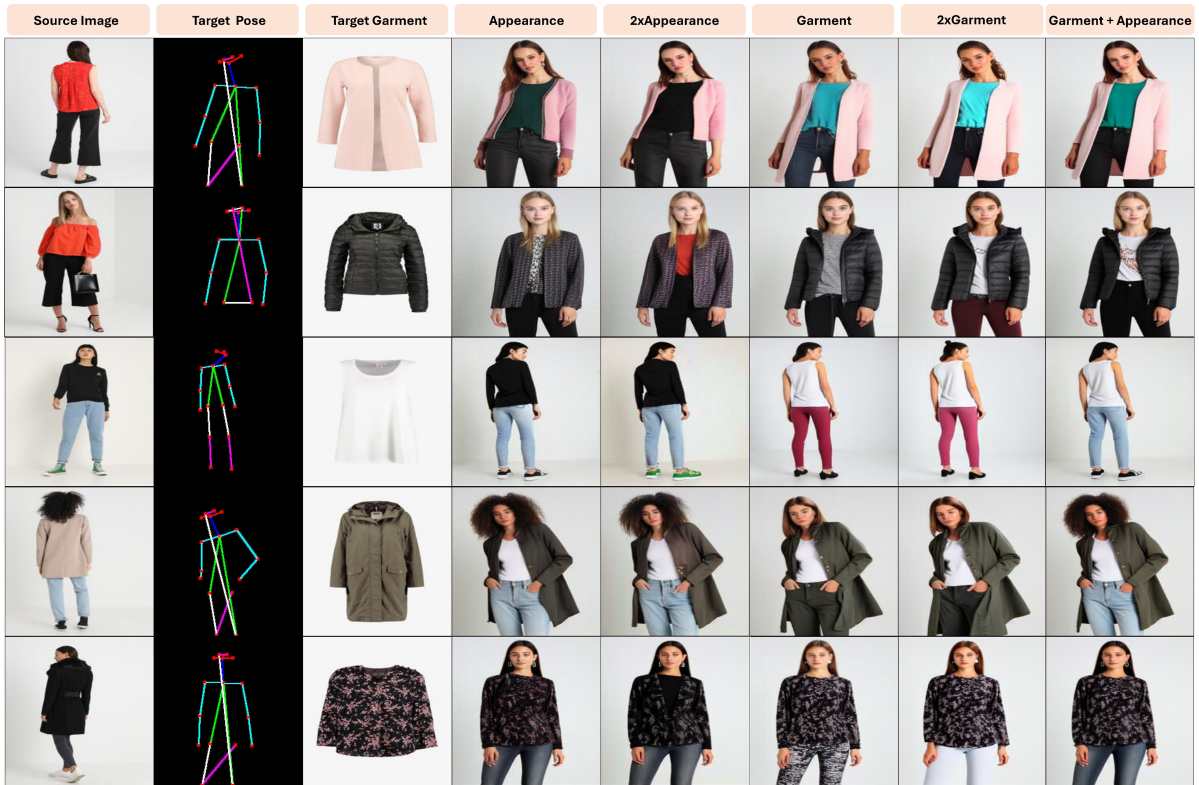 Source Image
Target Pose
Target Garment
Appearance
2xAppearance
Garment
2xGarment
Garment + Appearance